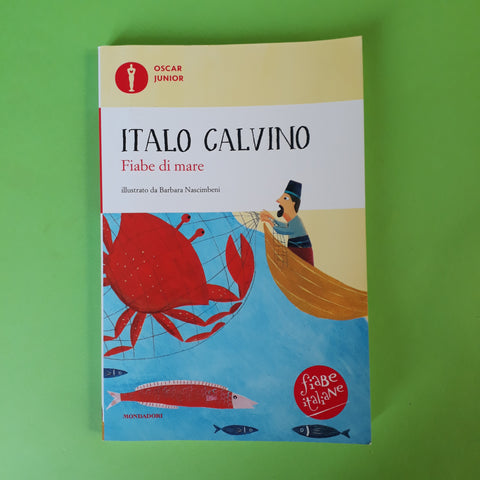 OSCAR
JUNIOR
ITALO CALVINO
Fiabe di mare
illustrato da Barbara Nascimbeni
fiabe
italiane
MONDADORI